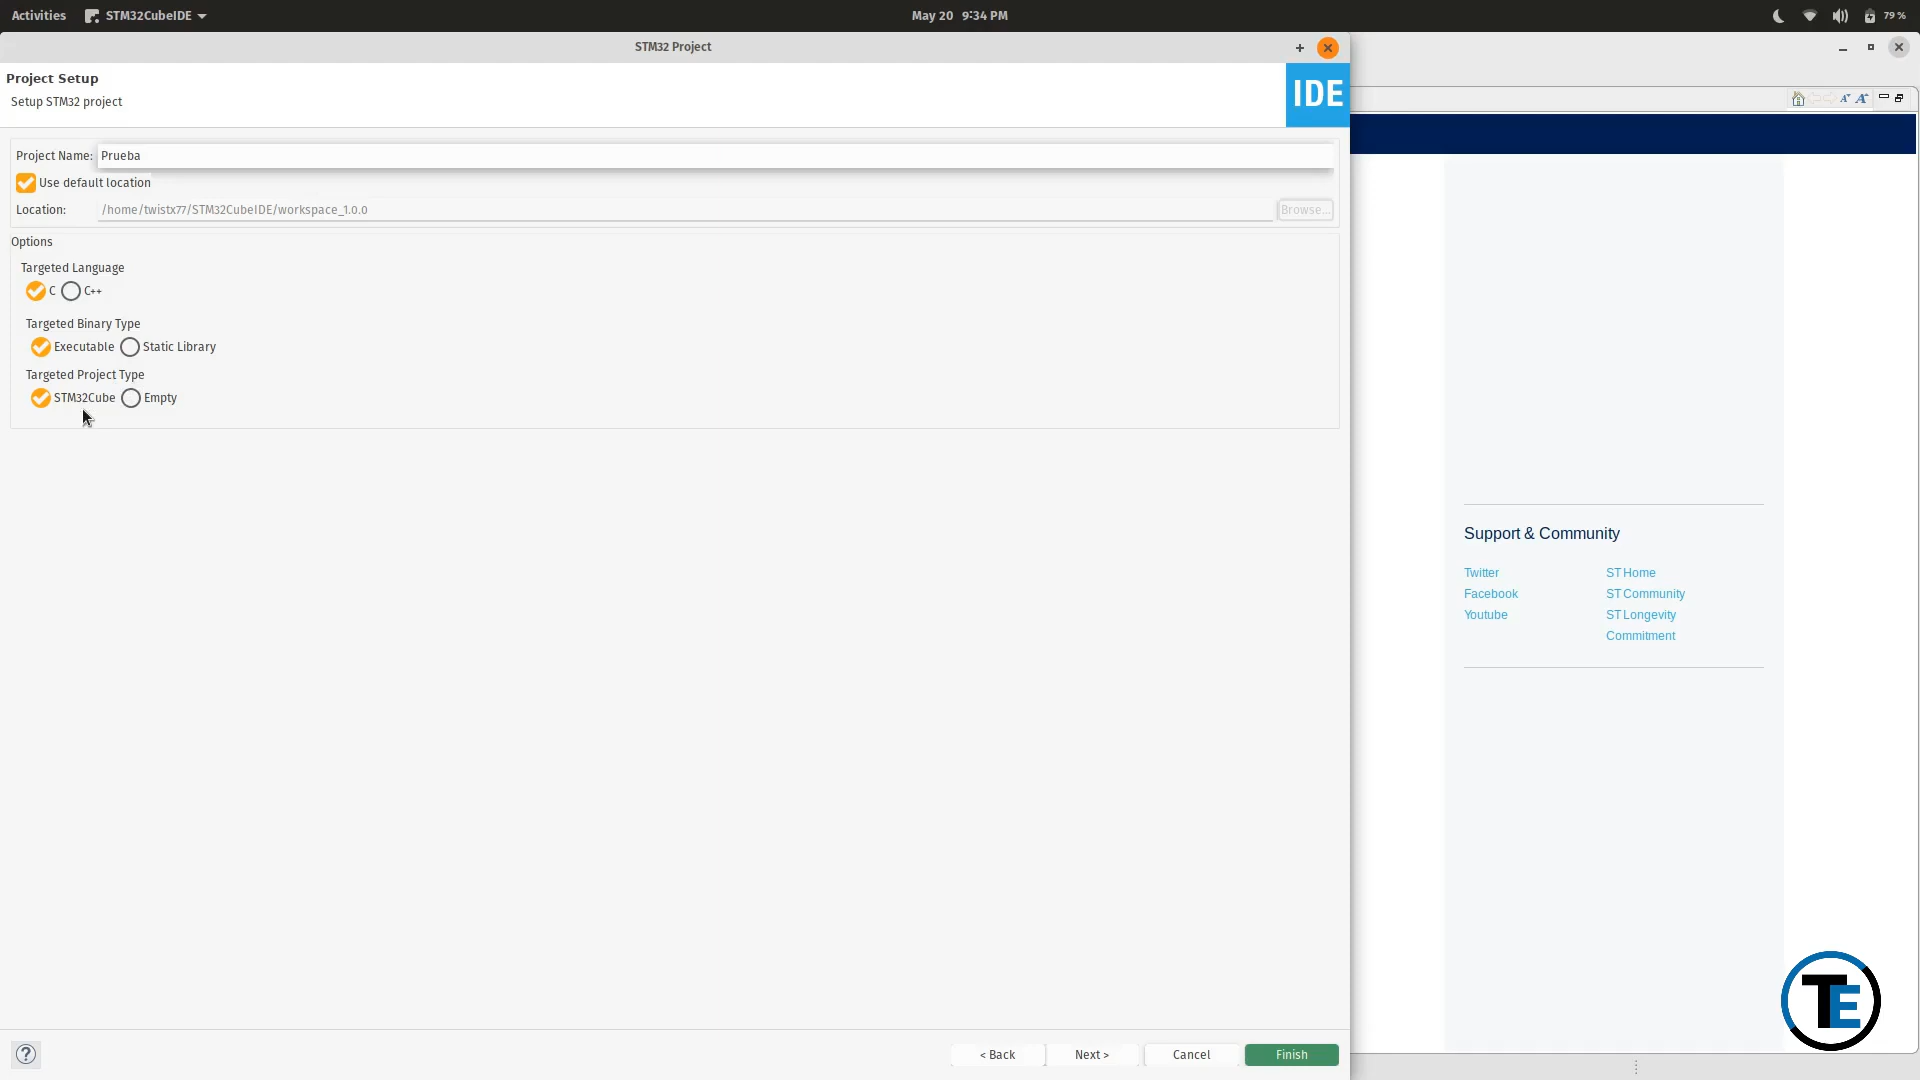 Activities STM32CubeIDE May 20 9:34 PM 79 %
STM32 Project
Project Setup
Setup STM32 project
IDE
Project Name: Prueba
Use default location
Location: /home/twistx77/STM32CubeIDE/workspace_1.0.0 Browse...
Options
Targeted Language
C C++
Targeted Binary Type
Executable Static Library
Targeted Project Type
STM32Cube Empty
< Back Next > Cancel Finish
Support & Community
Twitter ST Home
Facebook ST Community
Youtube ST Longevity
Commitment
TE